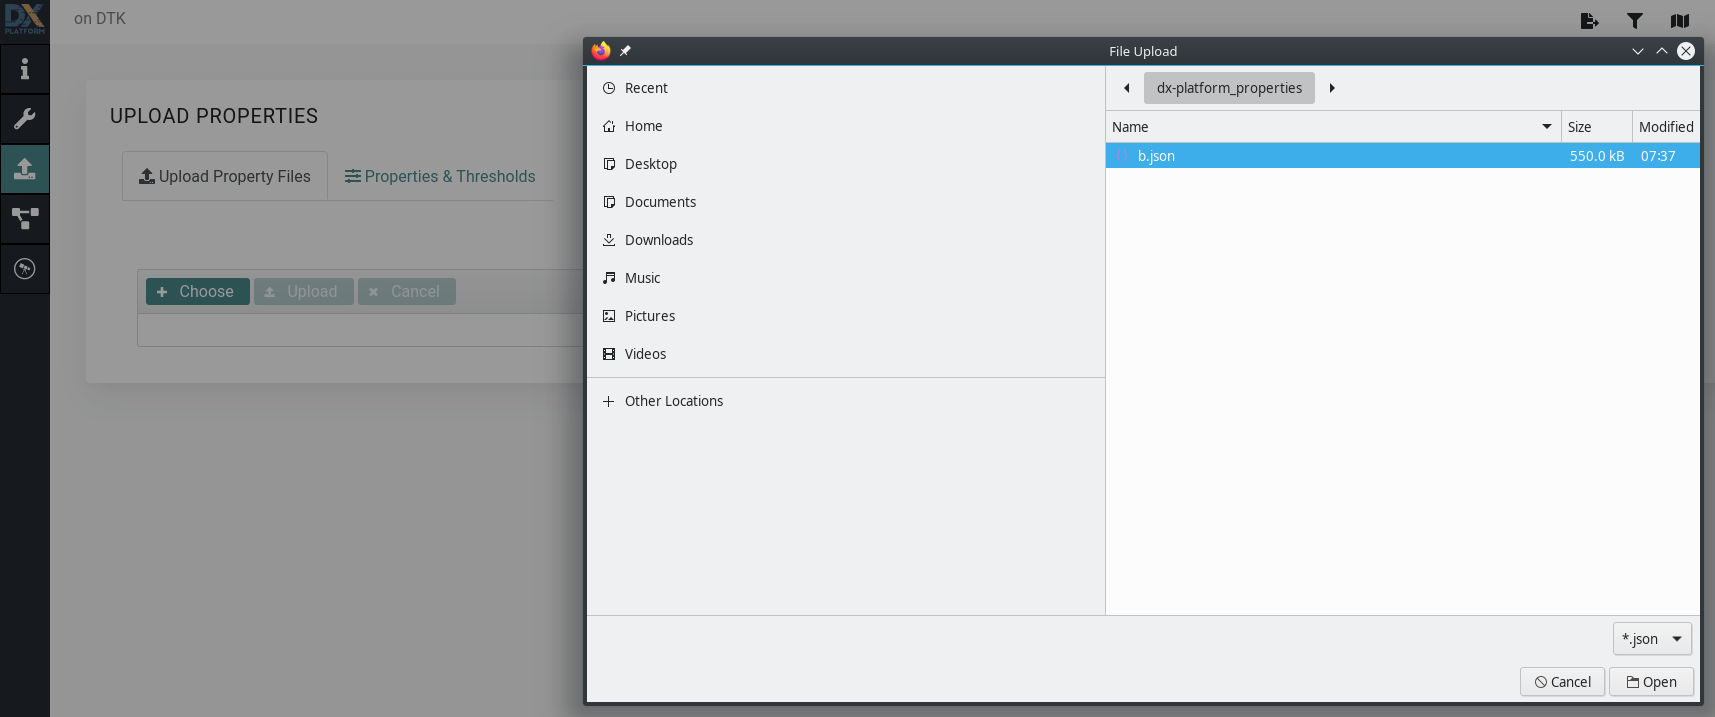 DX
PLATFORM
on DTK
UPLOAD PROPERTIES
Upload Property Files
Properties & Thresholds
Choose
Upload
Cancel
File Upload
Recent
Home
Desktop
Documents
Downloads
Music
Pictures
Videos
Other Locations
dx-platform_properties
Name Size Modified
b.json 550.0 kB 07:37
*.json
Cancel Open